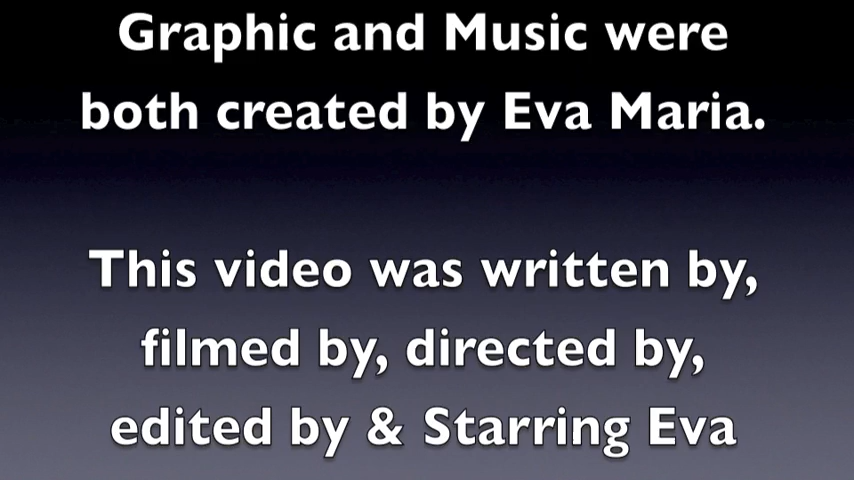 Graphic and Music were
both created by Eva Maria.
This video was written by,
filmed by, directed by,
edited by & Starring Eva